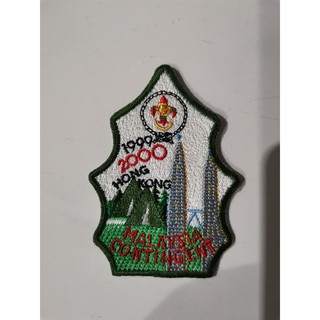 1999
2000
HONG KONG
MALAYSIA
CONTINGENT